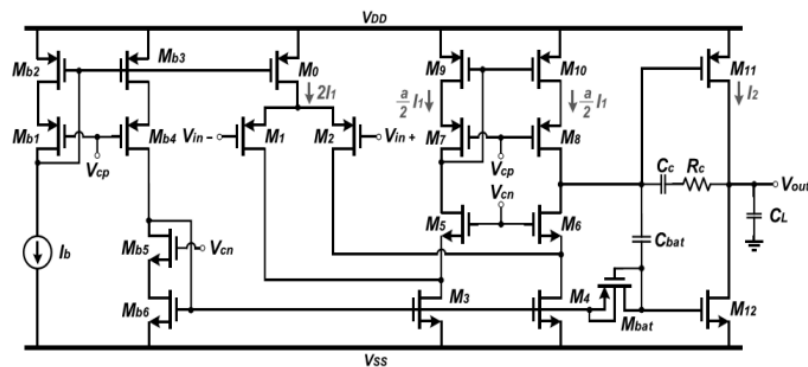 VDD
Mb2
Mb3
M0
M9
M10
M11
2I1
a/2 I1
a/2 I1
I2
Mb1
Mb4
Vin -
M1
M2
Vin+
M7
M8
Vcp
Vcp
Cc
Rc
Vout
Vcn
CL
Ib
Mb5
Vcn
M5
M6
Cbat
Mb6
M3
M4
Mbat
M12
VSS